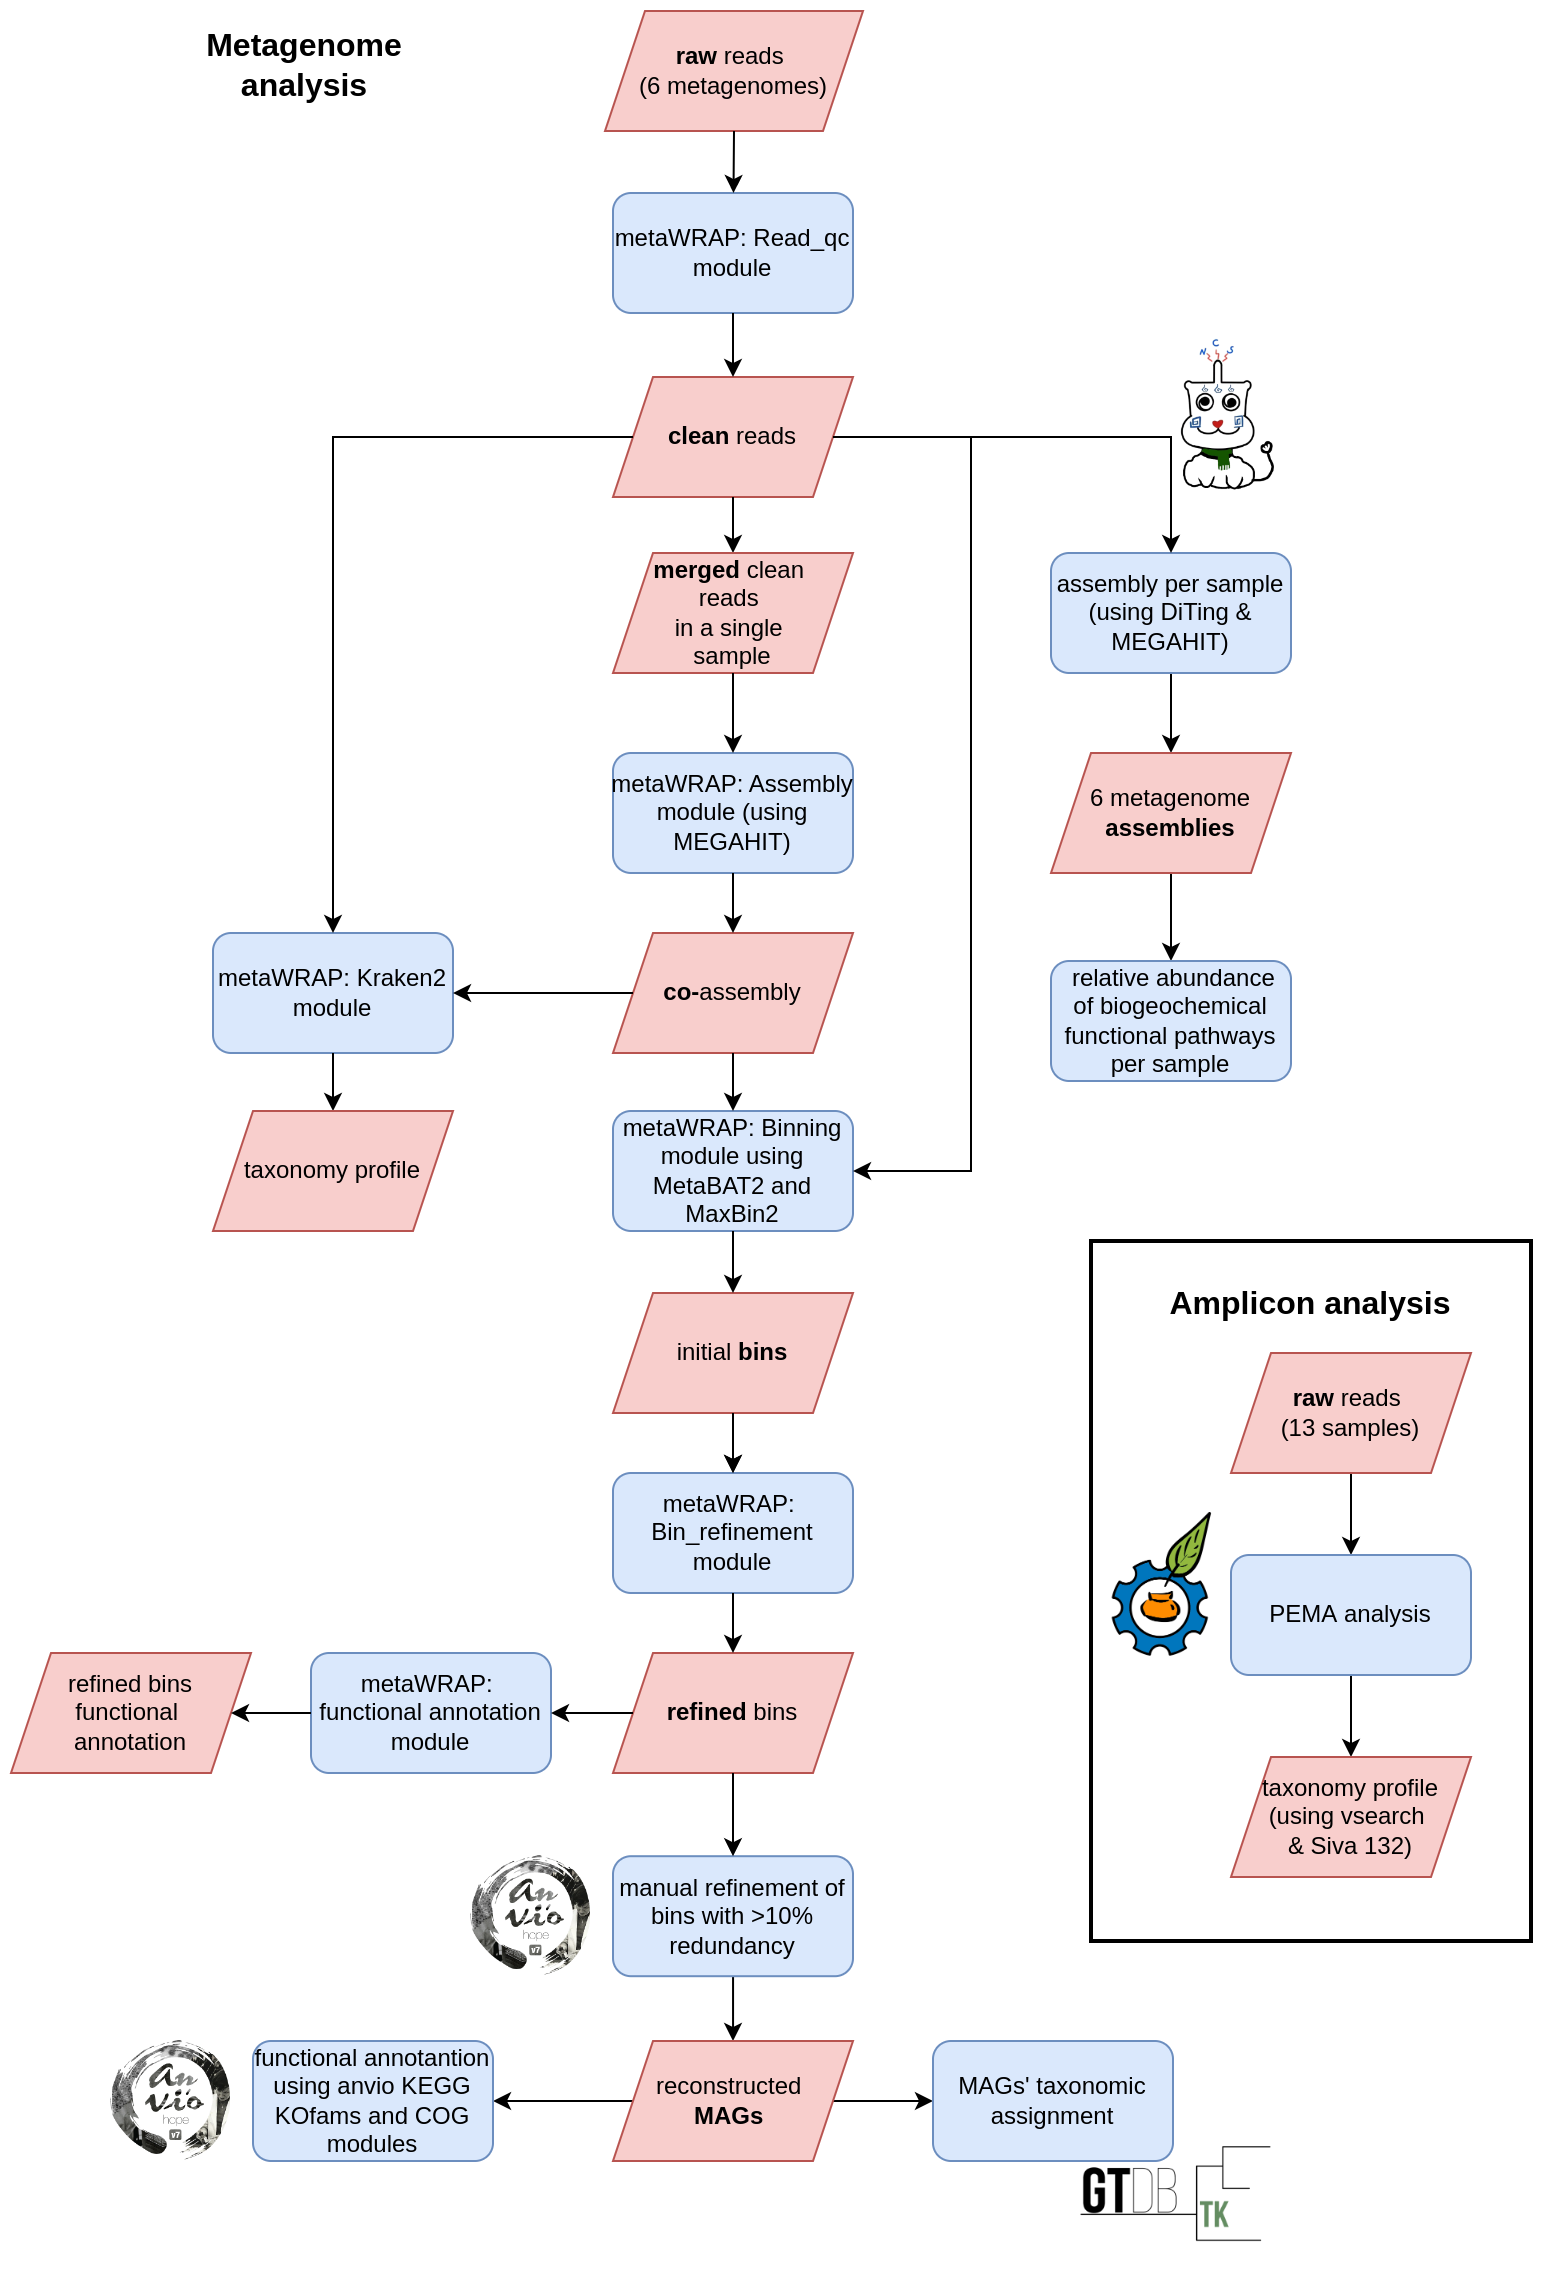 Metagenome
analysis
raw reads
(6 metagenomes)
metaWRAP: Read_qc
module
clean reads
N C S
merged clean
reads
in a single
sample
assembly per sample
(using DiTing &
MEGAHIT)
metaWRAP: Assembly
module (using
MEGAHIT)
6 metagenome
assemblies
metaWRAP: Kraken2
module
co-assembly
relative abundance
of biogeochemical
functional pathways
per sample
taxonomy profile
metaWRAP: Binning
module using
MetaBAT2 and
MaxBin2
initial bins
metaWRAP:
Bin_refinement
module
refined bins
metaWRAP:
functional annotation
module
refined bins
functional
annotation
An
vi'o
hope
v7
manual refinement of
bins with >10%
redundancy
An
vi'o
hope
v7
functional annotantion
using anvio KEGG
KOfams and COG
modules
reconstructed
MAGs
MAGs' taxonomic
assignment
GTDB
TK
Amplicon analysis
raw reads
(13 samples)
PEMA analysis
taxonomy profile
(using vsearch
& Siva 132)